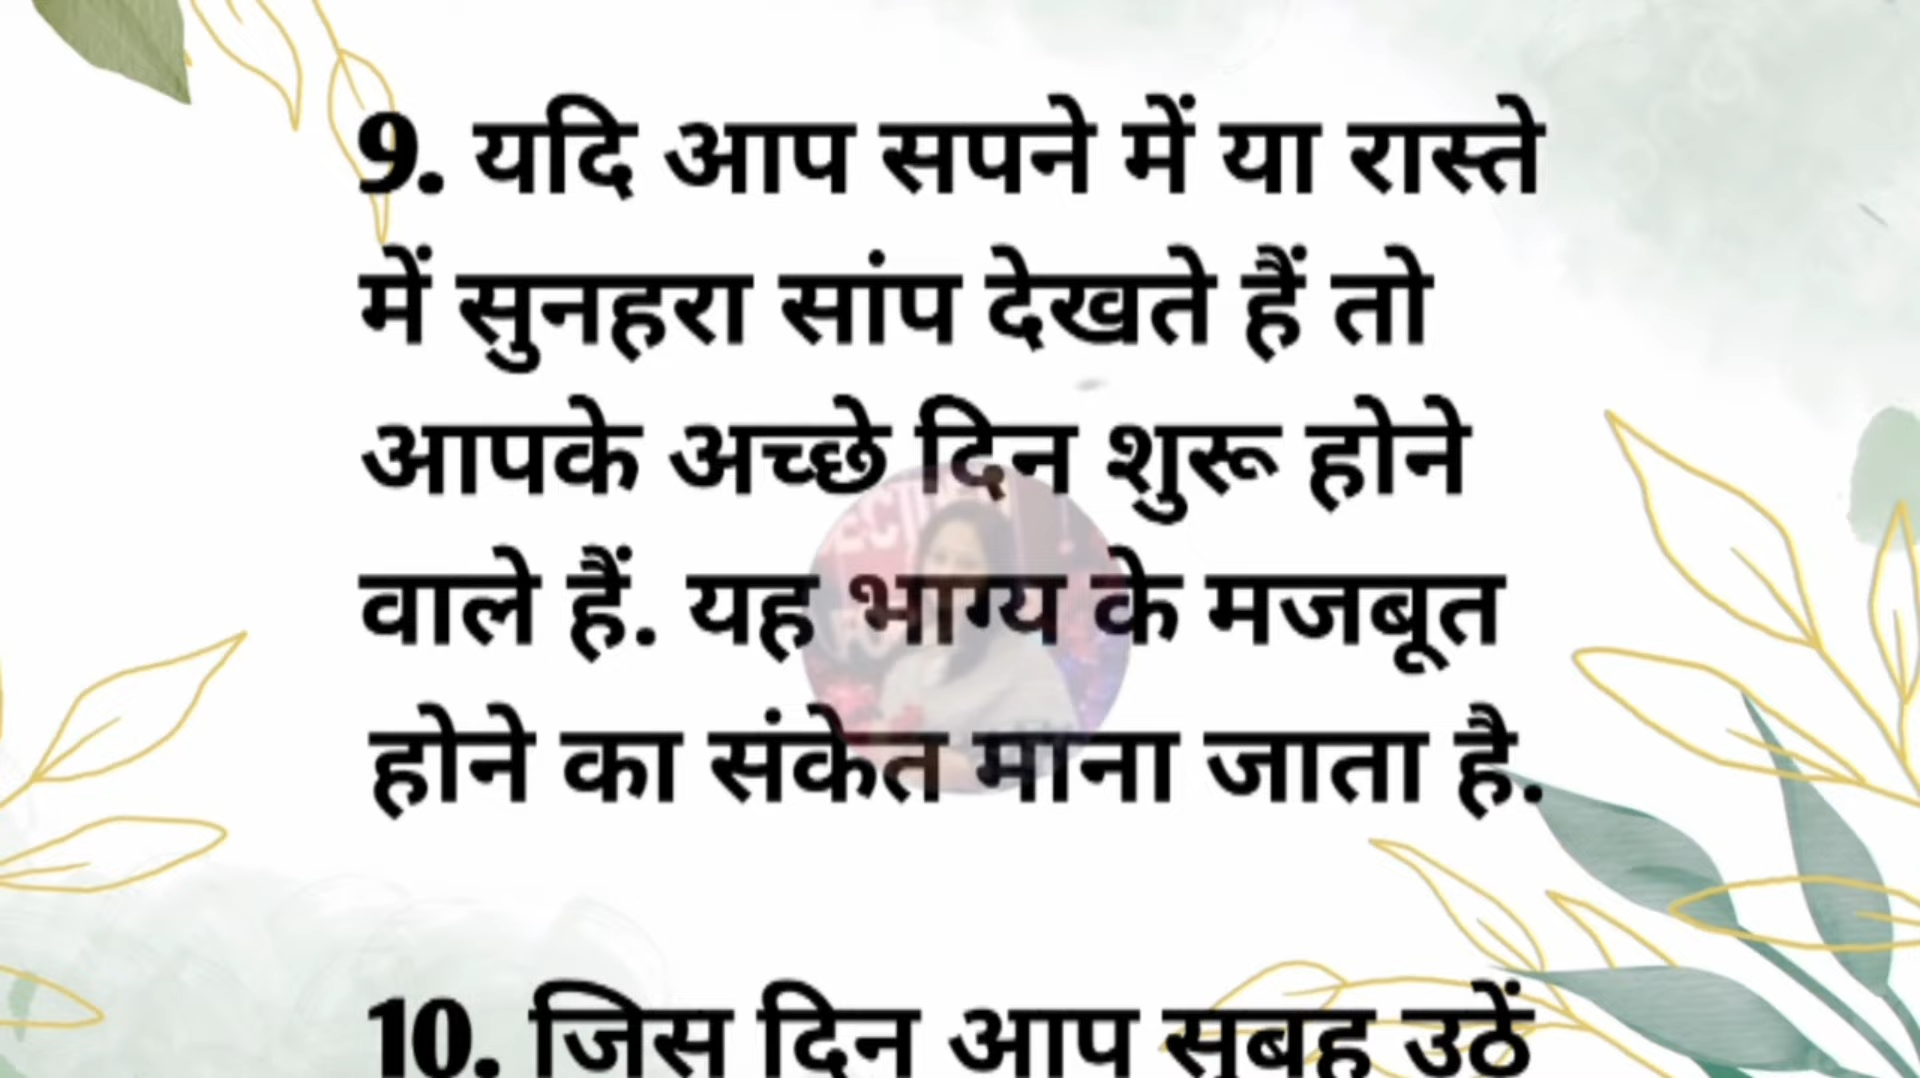 9. यदि आप सपने में या रास्ते
में सुनहरा सांप देखते हैं तो
आपके अच्छे दिन शुरू होने
वाले हैं. यह भाग्य के मजबूत
होने का संकेत माना जाता है.
10. जिस दिन आप सुबह उठें